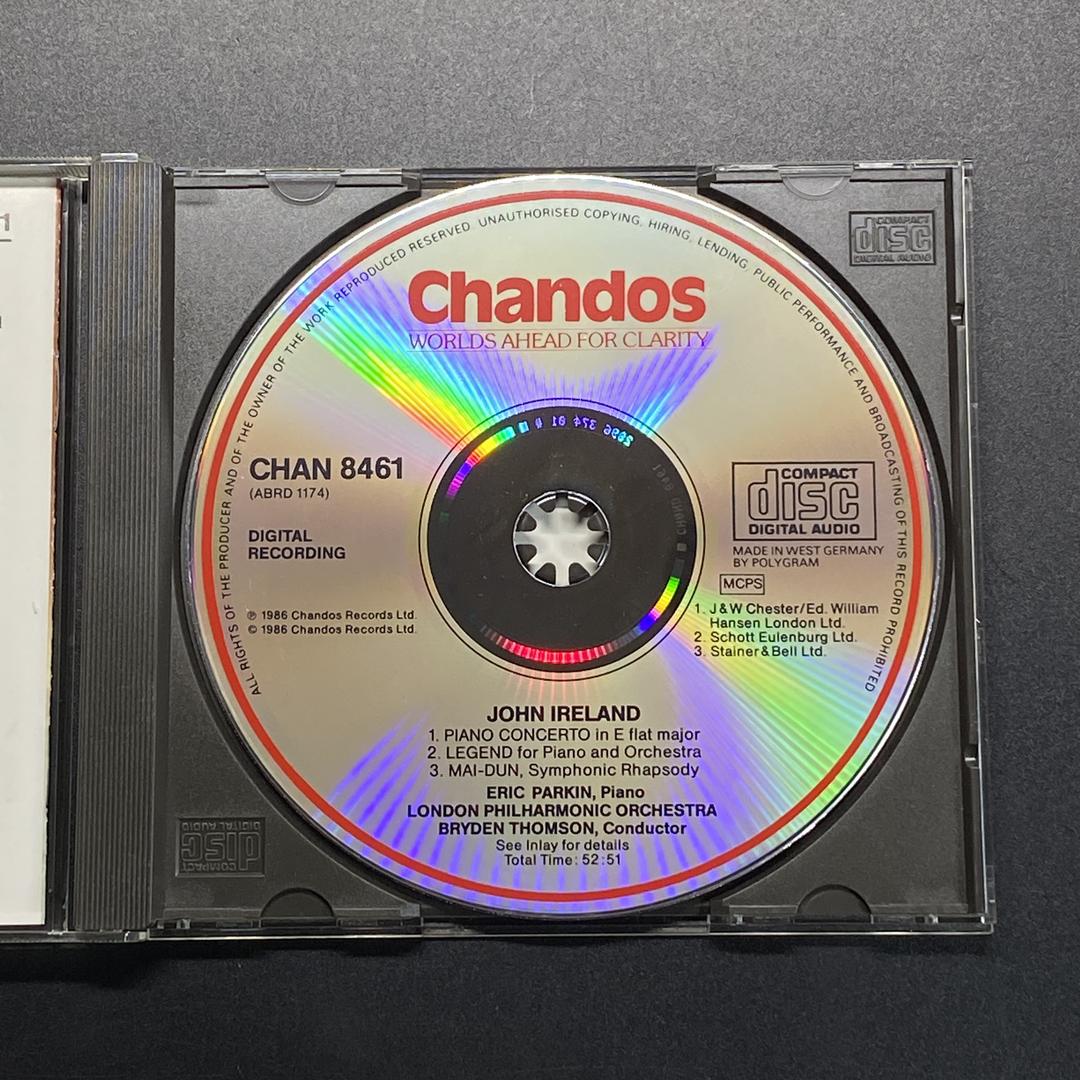 ALL RIGHTS OF THE PRODUCER AND OF THE OWNER OF THE WORK REPRODUCED RESERVED. UNAUTHORISED COPYING, HIRING, LENDING, PUBLIC PERFORMANCE AND BROADCASTING OF THIS RECORD PROHIBITED
Chandos
WORLDS AHEAD FOR CLARITY
COMPACT
disc
DIGITAL AUDIO
CHAN 8461
(ABRD 1174)
DIGITAL
RECORDING
℗ 1986 Chandos Records Ltd.
© 1986 Chandos Records Ltd.
2896 374 01
COMPACT
disc
DIGITAL AUDIO
MADE IN WEST GERMANY
BY POLYGRAM
MCPS
1. J & W Chester/Ed. William
Hansen London Ltd.
2. Schott Eulenburg Ltd.
3. Stainer & Bell Ltd.
JOHN IRELAND
1. PIANO CONCERTO in E flat major
2. LEGEND for Piano and Orchestra
3. MAI-DUN, Symphonic Rhapsody
ERIC PARKIN, Piano
LONDON PHILHARMONIC ORCHESTRA
BRYDEN THOMSON, Conductor
See Inlay for details
Total Time: 52:51
COMPACT
disc
DIGITAL AUDIO